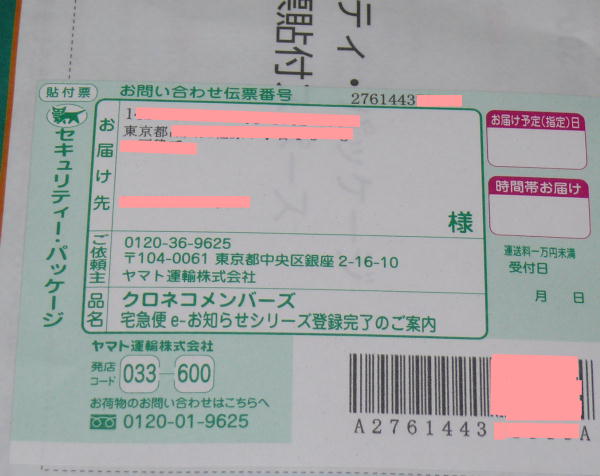 ティ・
真貼付.
貼付票
お問い合わせ伝票番号
2761443
セキュリティー・パッケージ
お届け先
1
東京都
様
お届け予定(指定)日
時間帯お届け
運送料一万円未満
受付日
月 日
ご依頼主
0120-36-9625
〒104-0061 東京都中央区銀座2-16-10
ヤマト運輸株式会社
品名
クロネコメンバーズ
宅急便 e-お知らせシリーズ登録完了のご案内
ヤマト運輸株式会社
発店コード
033-600
お荷物のお問い合わせはこちらへ
0120-01-9625
A2761443
A